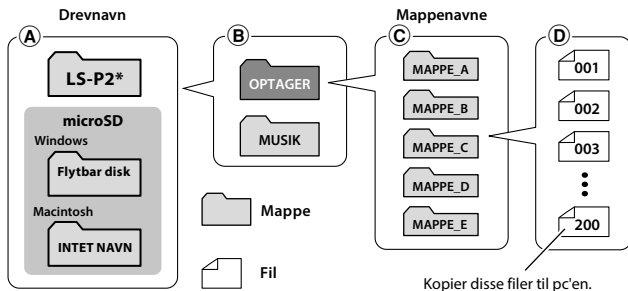 Drevnavn
Mappenavne
A
LS-P2*
microSD
Windows
Flytbar disk
Macintosh
INTET NAVN
B
OPTAGER
MUSIK
Mappe
Fil
C
MAPPE_A
MAPPE_B
MAPPE_C
MAPPE_D
MAPPE_E
D
001
002
003
200
Kopier disse filer til pc'en.